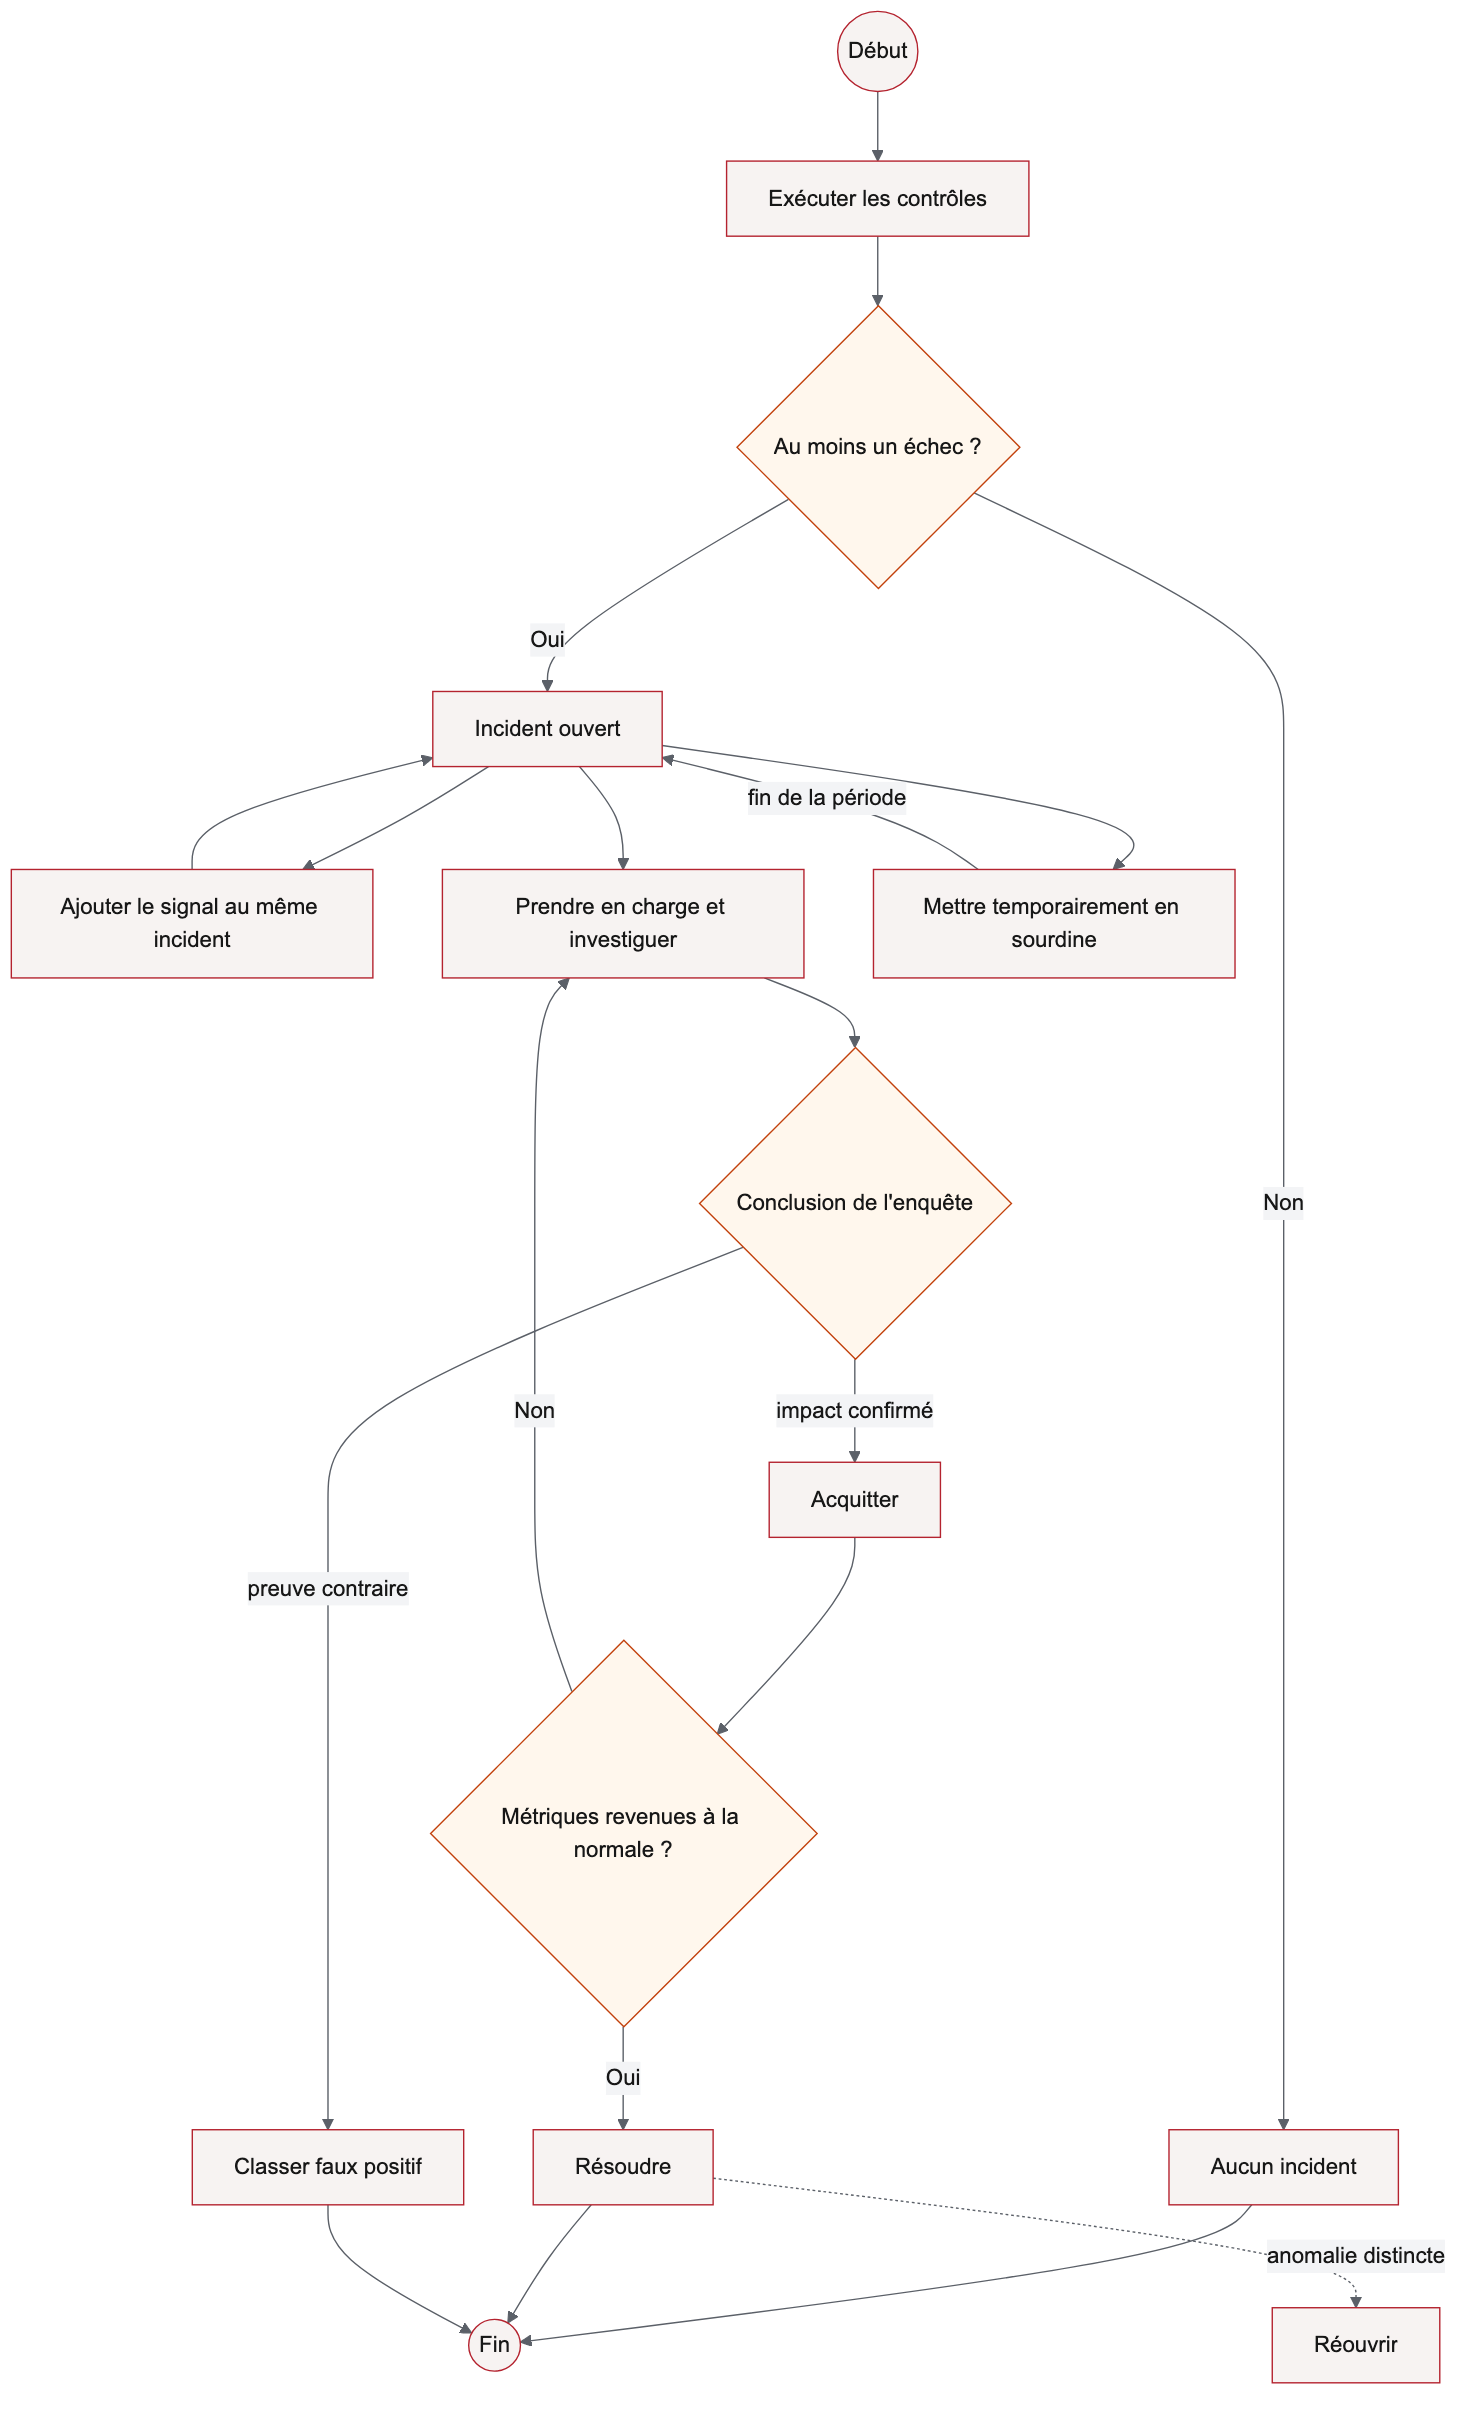 Début
Exécuter les contrôles
Au moins un échec ?
Oui
Incident ouvert
fin de la période
Ajouter le signal au même
incident
Prendre en charge et
investiguer
Mettre temporairement en
sourdine
Conclusion de l'enquête
Non
Non
impact confirmé
Acquitter
preuve contraire
Métriques revenues à la
normale ?
Oui
Classer faux positif
Résoudre
Aucun incident
anomalie distincte
Fin
Réouvrir